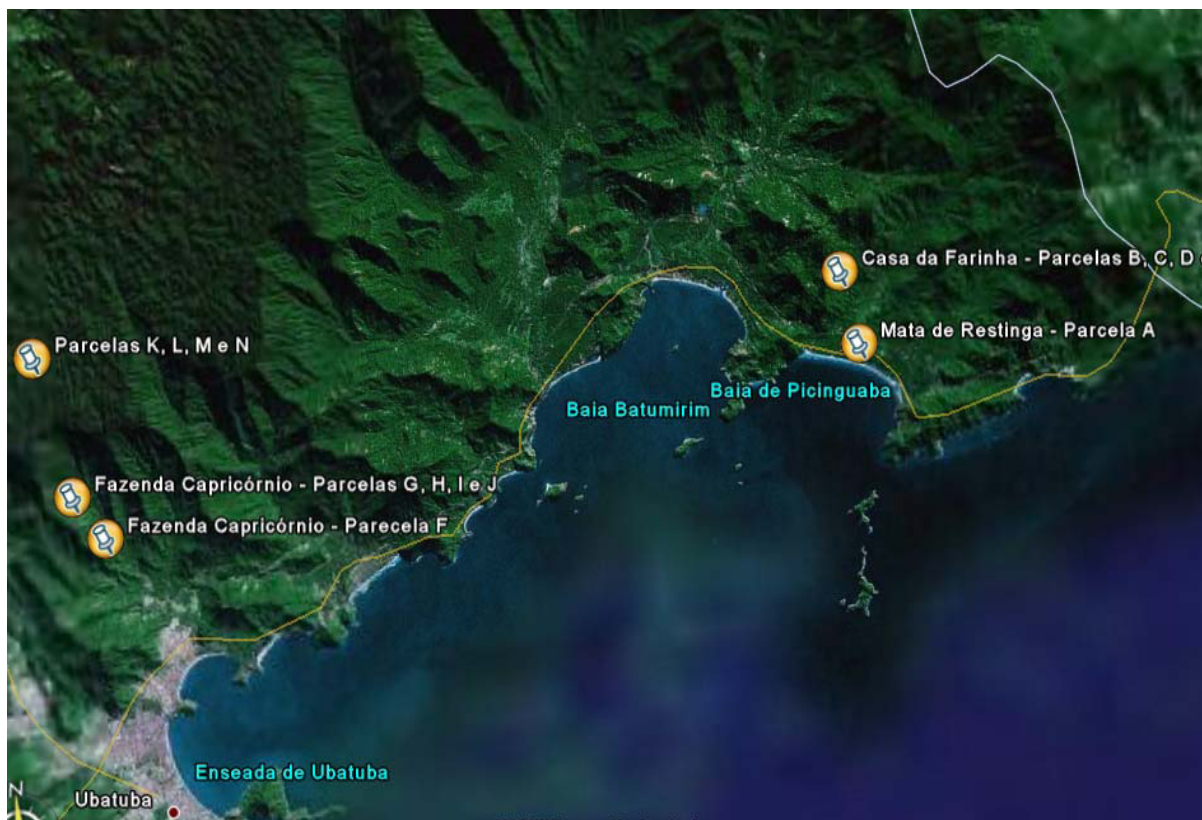 Casa da Farinha - Parcelas B, C, D e
Mata de Restinga - Parcela A
Parcelas K, L, M e N
Baia de Picinguaba
Baia Batumirim
Fazenda Capricórnio - Parcelas G, H, I e J
Fazenda Capricórnio - Parecela F
Enseada de Ubatuba
Ubatuba
N